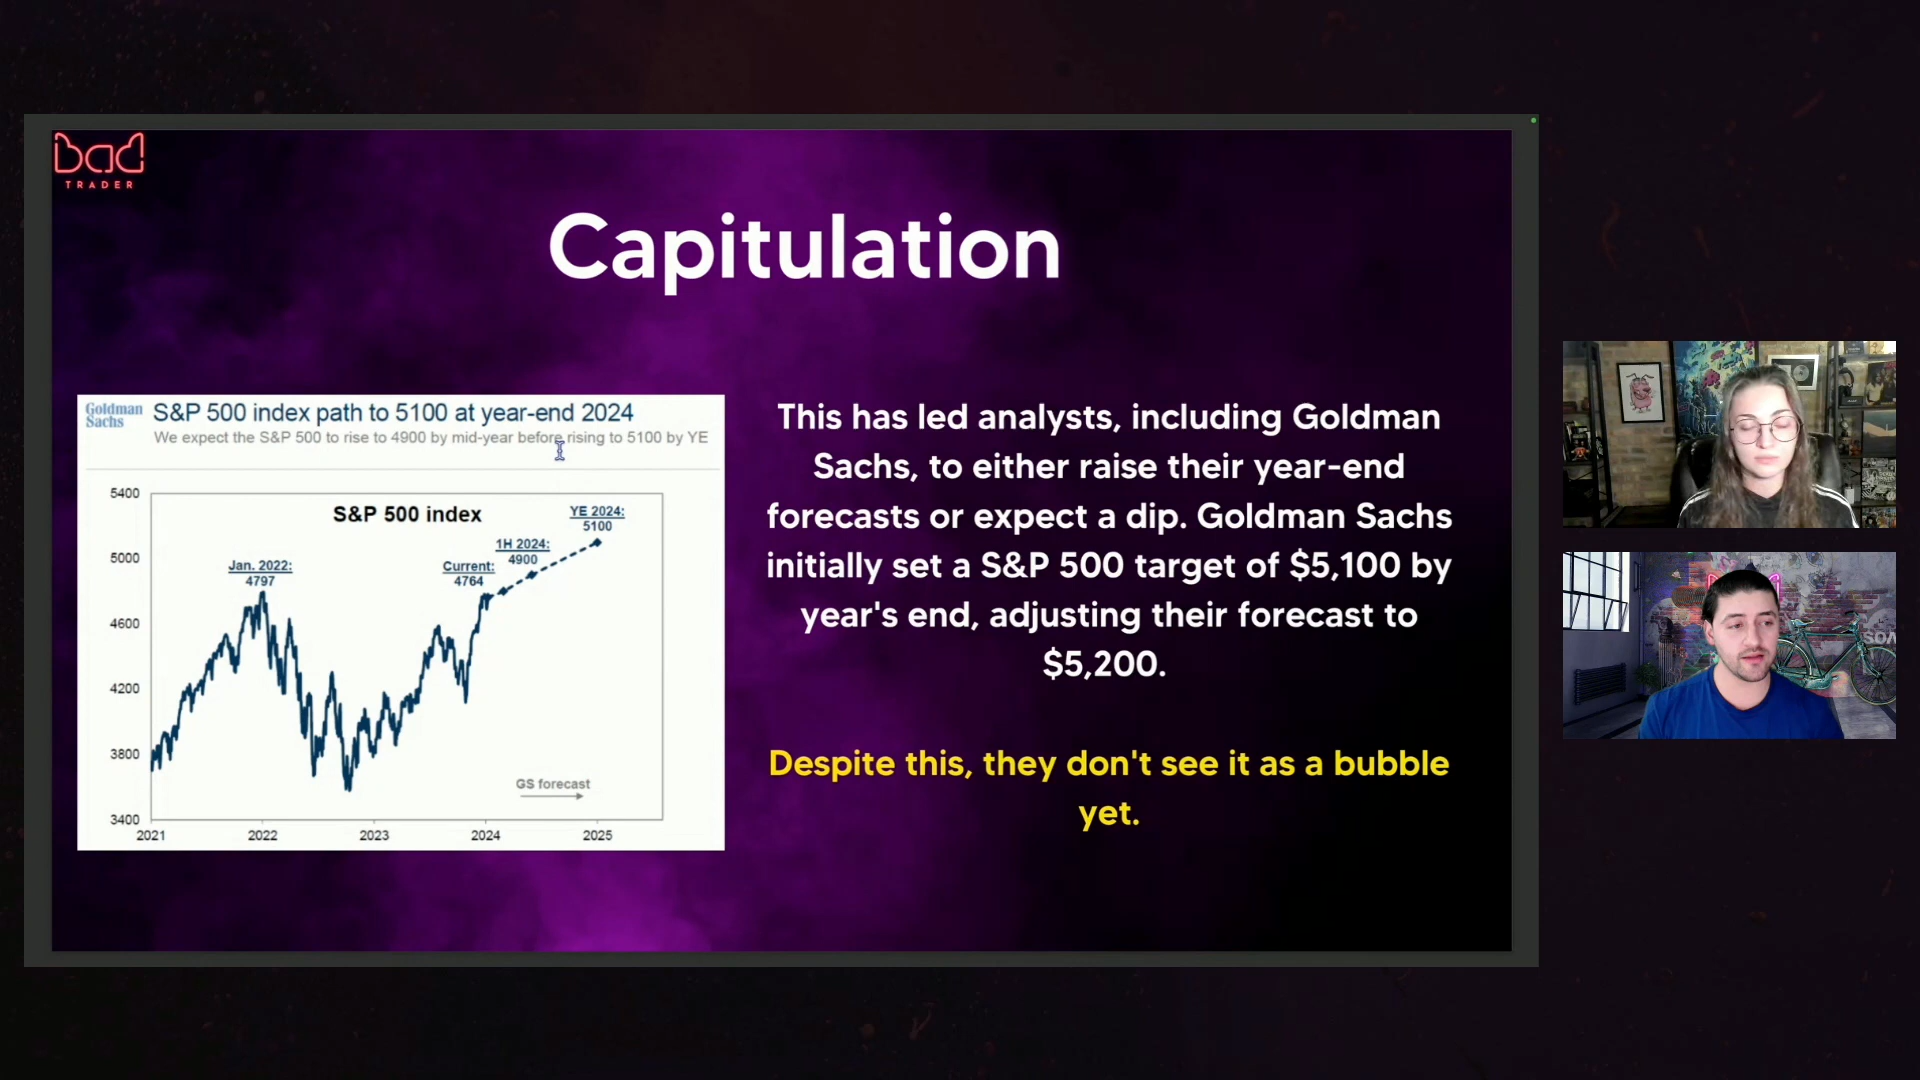 bad
TRADER
Capitulation
Goldman
Sachs
S&P 500 index path to 5100 at year-end 2024
We expect the S&P 500 to rise to 4900 by mid-year before rising to 5100 by YE
S&P 500 index
5400
5000
4600
4200
3800
3400
2021
2022
2023
2024
2025
Jan. 2022:
4797
Current:
4764
1H 2024:
4900
YE 2024:
5100
GS forecast
This has led analysts, including Goldman
Sachs, to either raise their year-end
forecasts or expect a dip. Goldman Sachs
initially set a S&P 500 target of $5,100 by
year's end, adjusting their forecast to
$5,200.
Despite this, they don't see it as a bubble
yet.